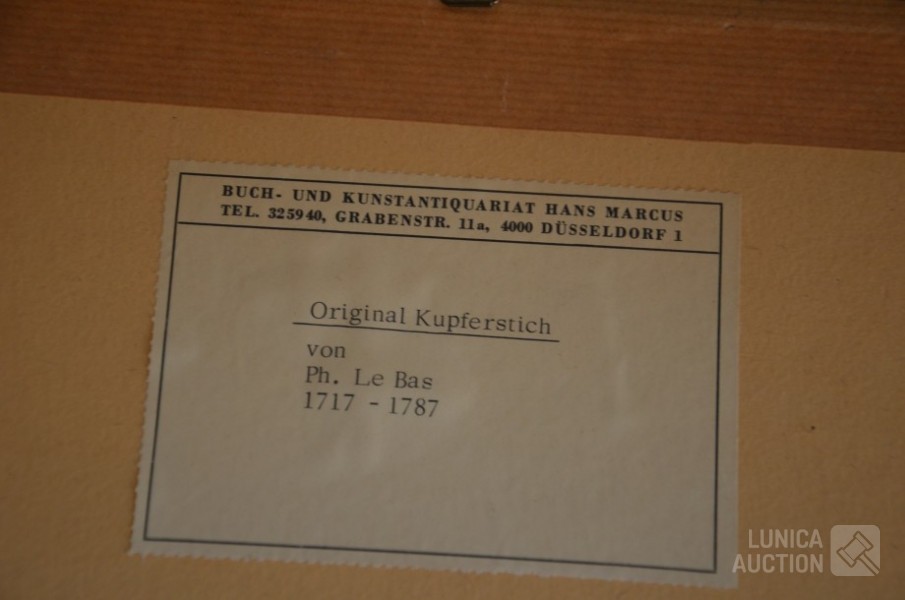 BUCH- UND KUNSTANTIQUARIAT HANS MARCUS
TEL. 325940, GRABENSTR. 11a, 4000 DÜSSELDORF 1
Original Kupferstich
von
Ph. Le Bas
1717 - 1787
LUNICA
AUCTION